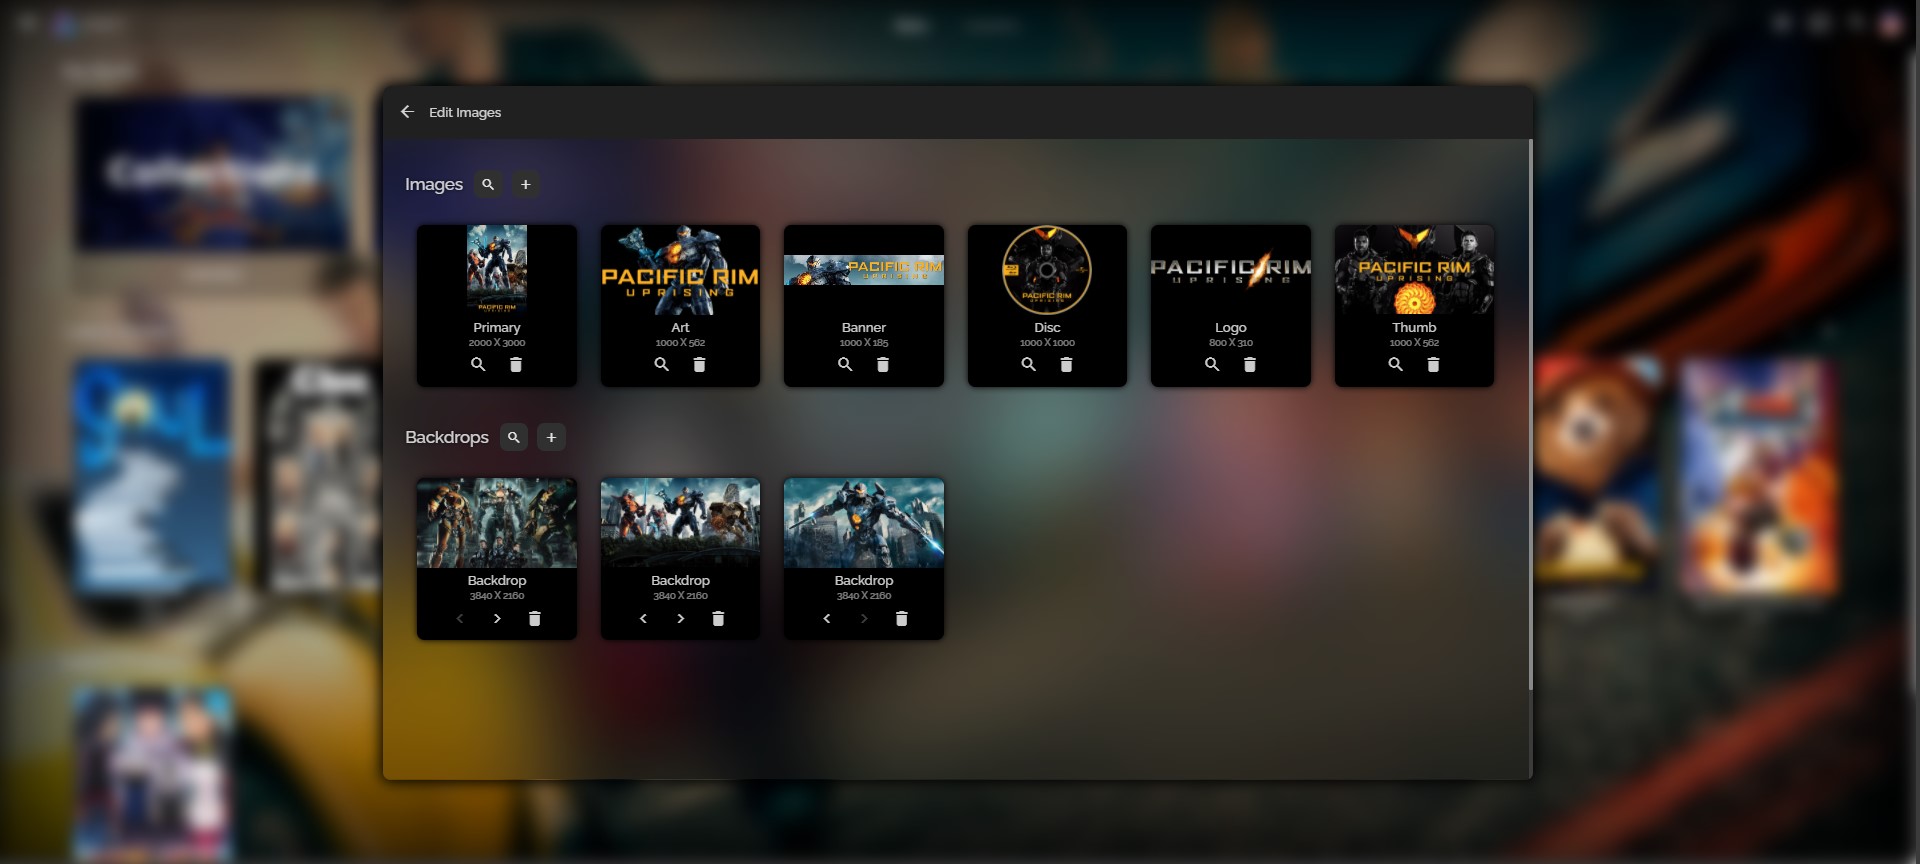 Edit Images
Images
PACIFIC RIM
PACIFIC RIM
UPRISING
PACIFIC RIM
UPRISING
PACIFIC RIM
PACIFIC RIM
UPRISING
PACIFIC RIM
UPRISING
Primary
2000 X 3000
Art
1000 X 562
Banner
1000 X 185
Disc
1000 X 1000
Logo
800 X 310
Thumb
1000 X 562
Backdrops
Backdrop
3840 X 2160
Backdrop
3840 X 2160
Backdrop
3840 X 2160